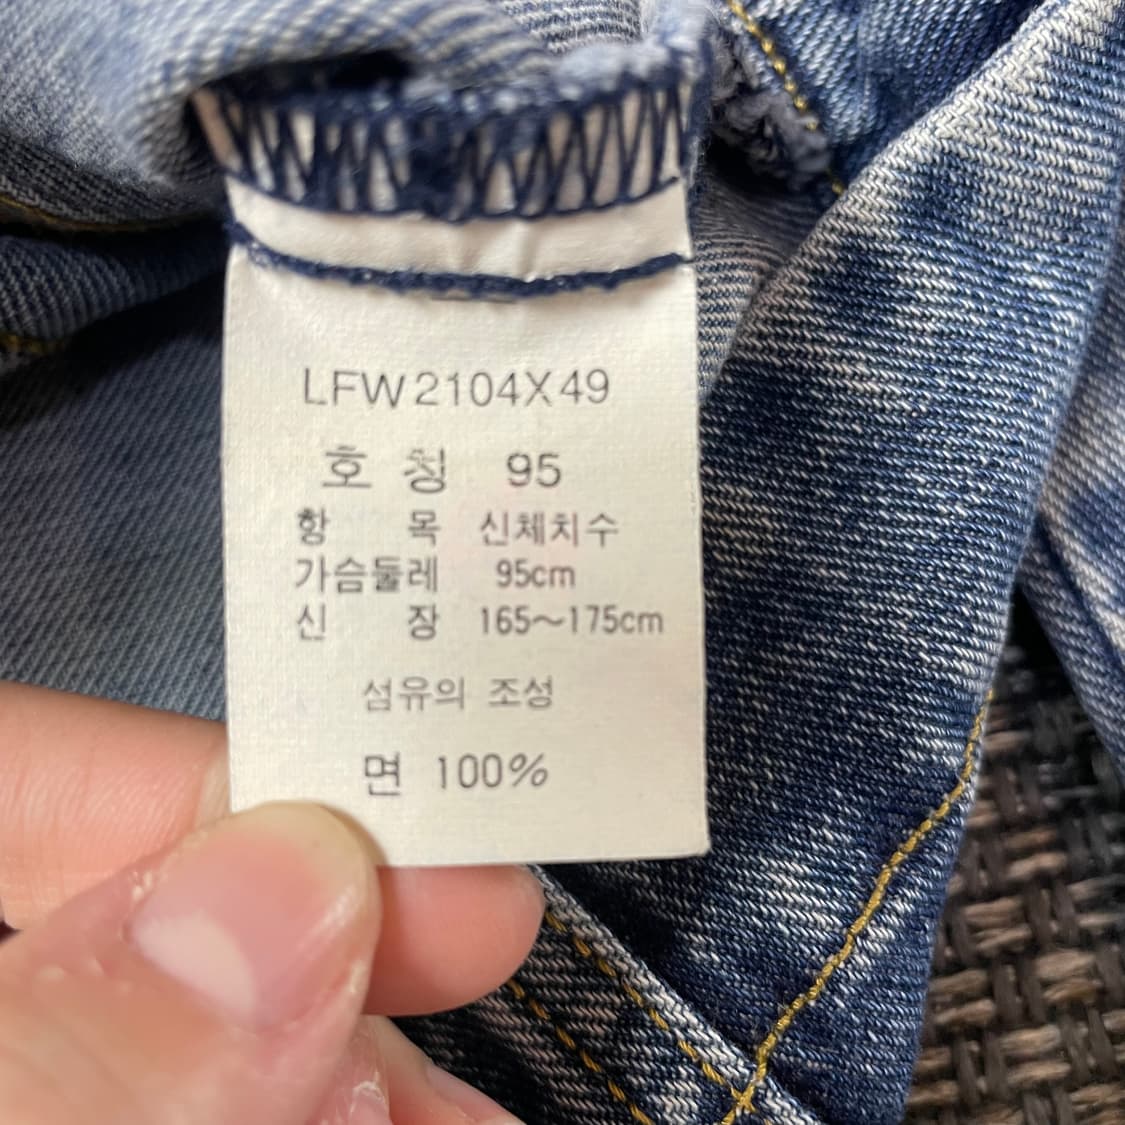 LFW2104X49
호 칭 95
항 목 신체치수
가슴둘레 95cm
신 장 165~175cm
섬유의 조성
면 100%